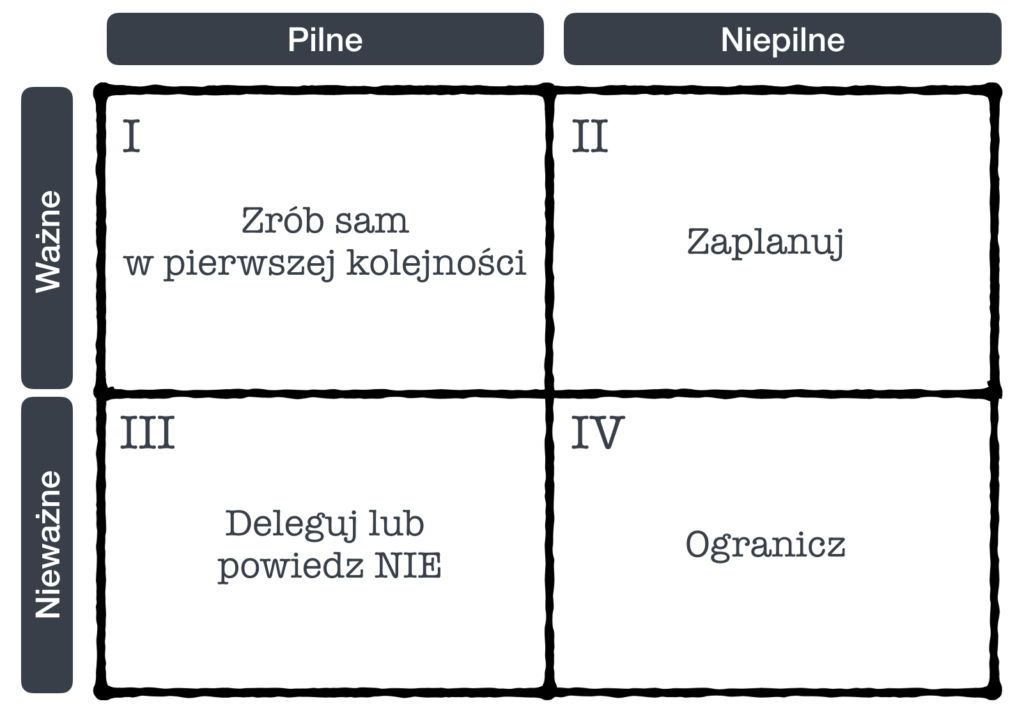 Pilne
Niepilne
Ważne
I
Zrób sam
w pierwszej kolejności
II
Zaplanuj
Nieważne
III
Deleguj lub
powiedz NIE
IV
Ogranicz